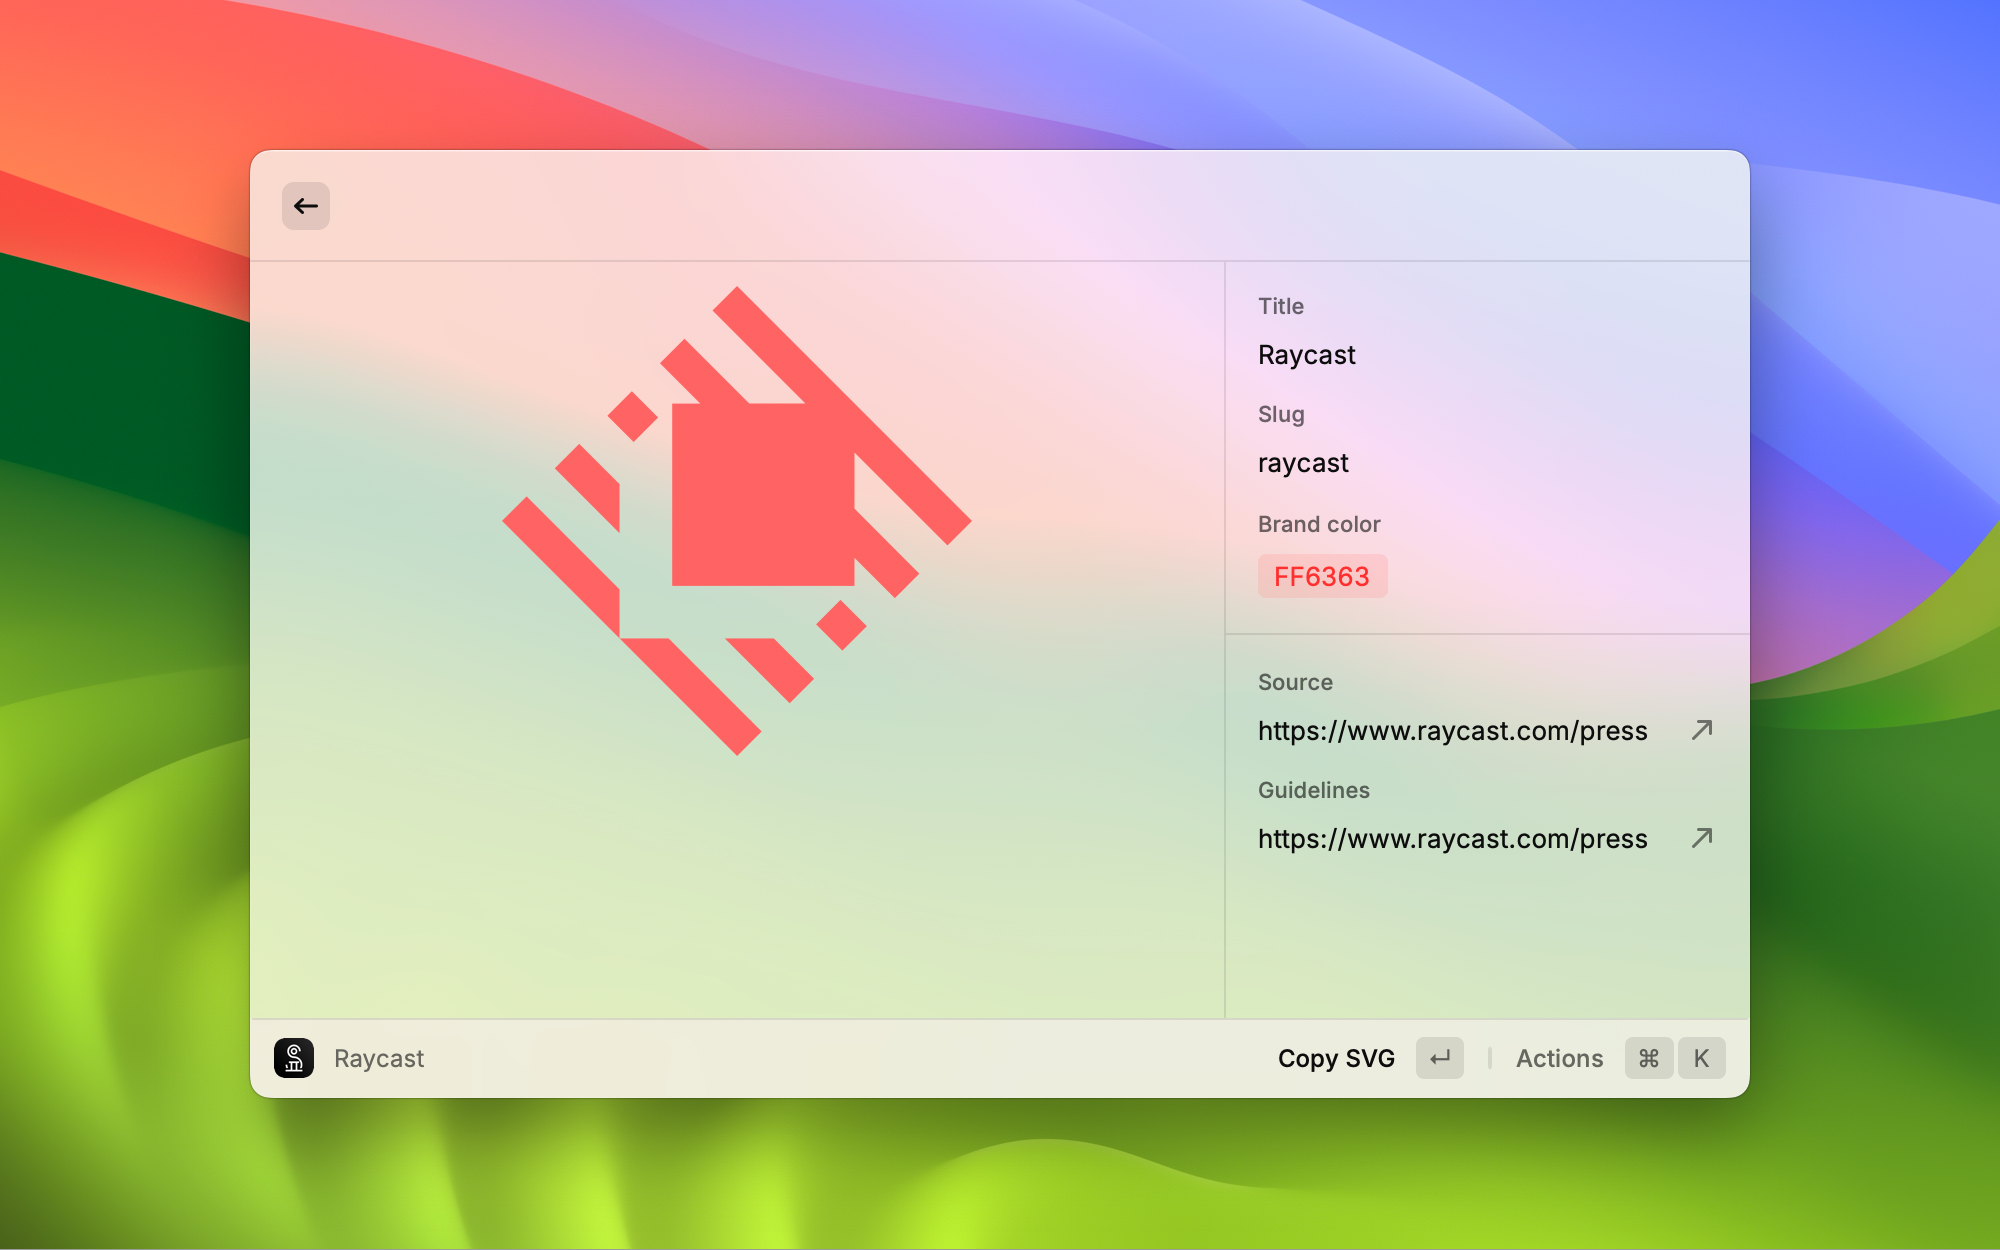 Title
Raycast
Slug
raycast
Brand color
FF6363
Source
https://www.raycast.com/press
Guidelines
https://www.raycast.com/press
Raycast
Copy SVG
Actions ⌘ K